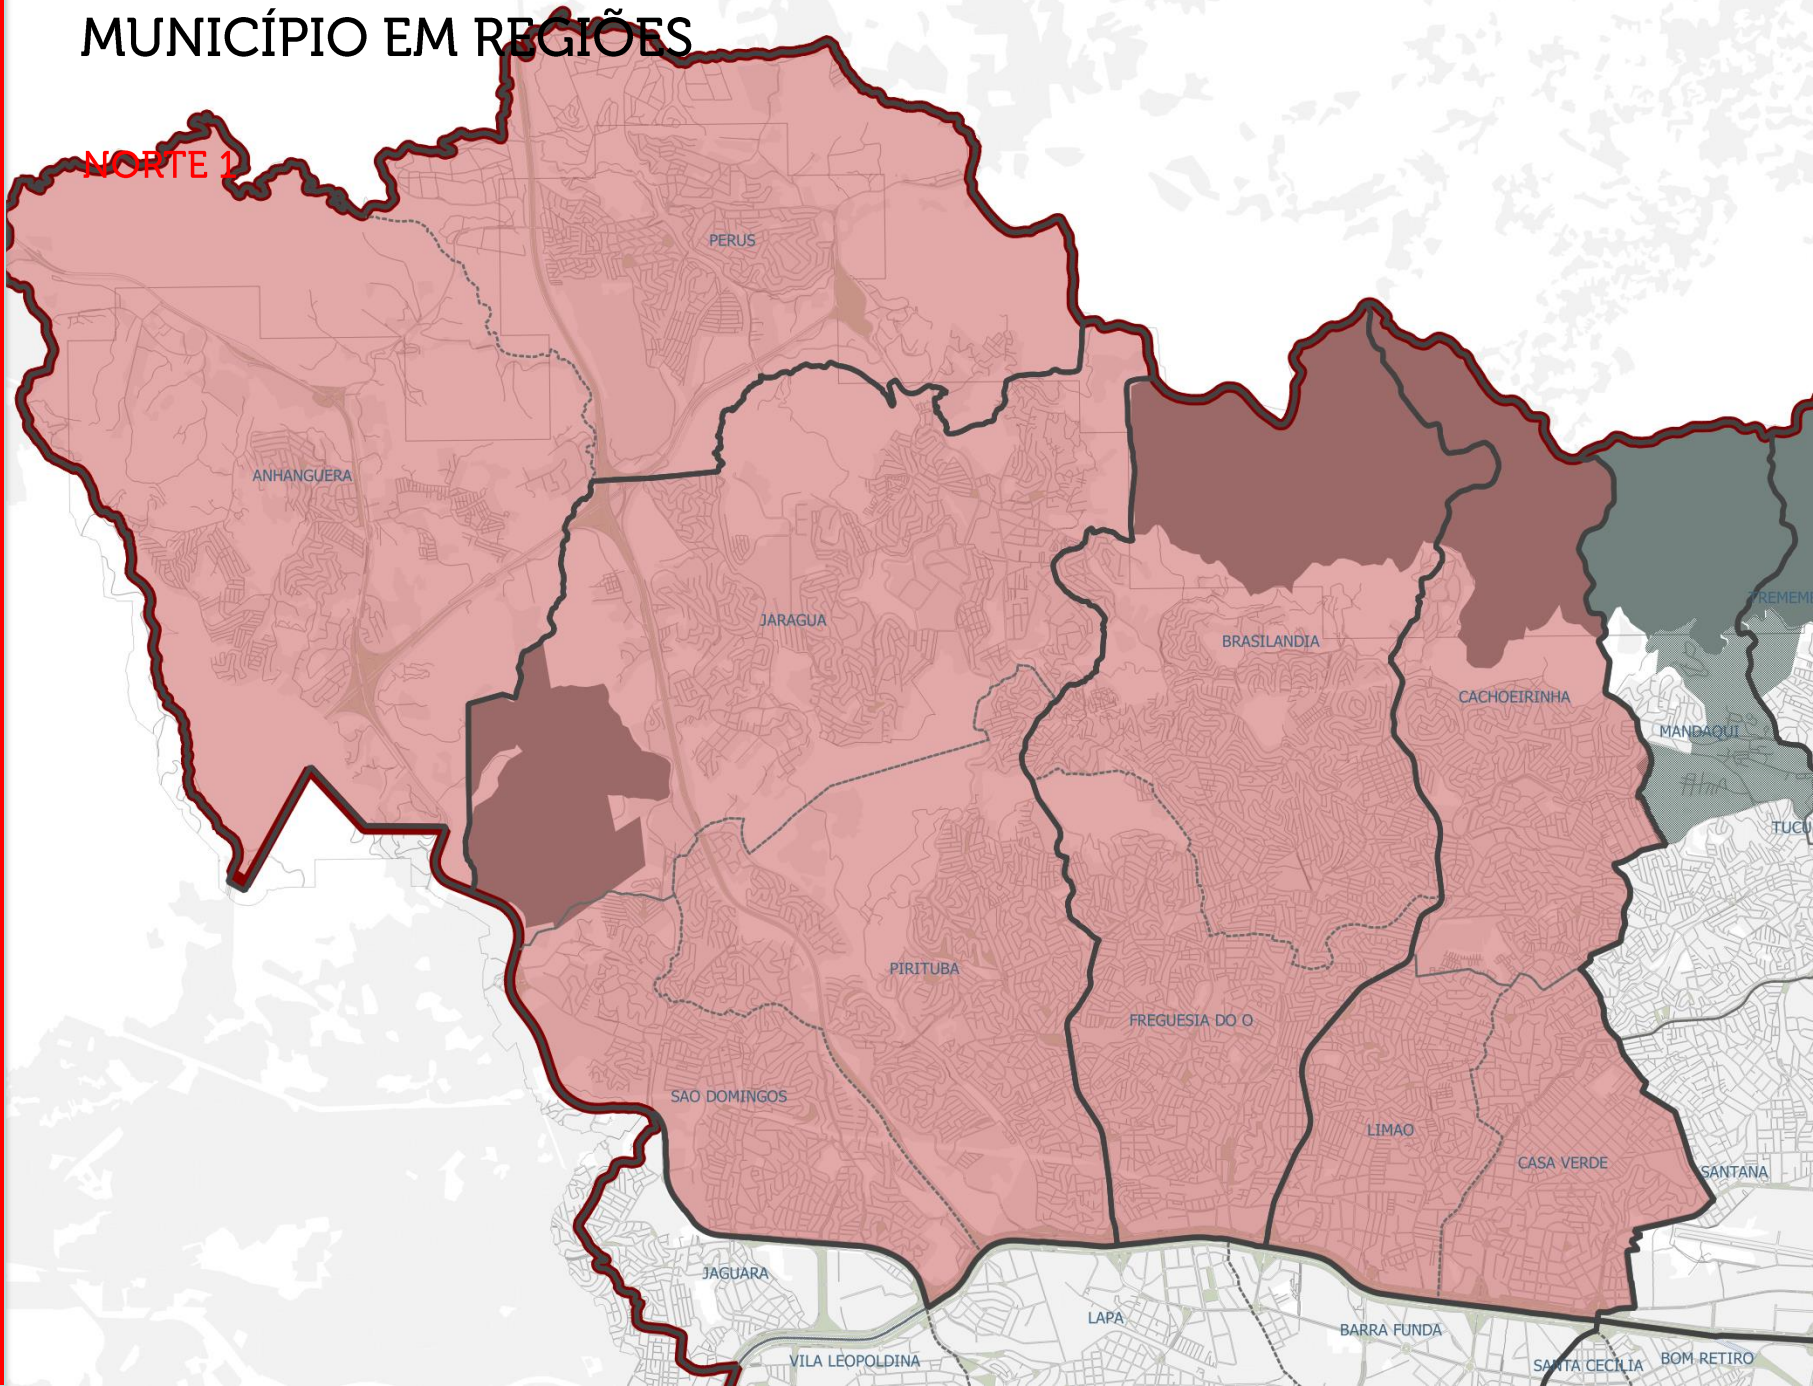 MUNICÍPIO EM REGIÕES
NORTE 1
PERUS
ANHANGUERA
JARAGUA
BRASILANDIA
CACHOEIRINHA
MANDAQUI
PIRITUBA
FREGUESIA DO O
SAO DOMINGOS
LIMAO
CASA VERDE
SANTANA
JAGUARA
LAPA
BARRA FUNDA
VILA LEOPOLDINA
SANTA CECILIA
BOM RETIRO